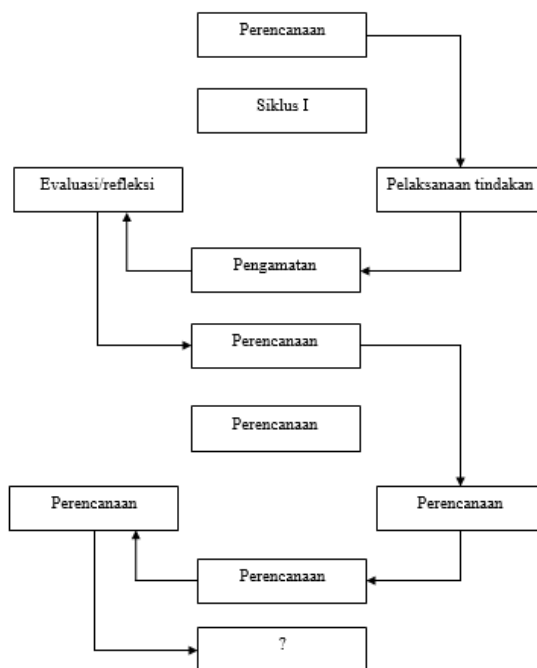 Perencanaan
Siklus I
Evaluasi/refleksi
Pelaksanaan tindakan
Pengamatan
Perencanaan
Perencanaan
Perencanaan
Perencanaan
Perencanaan
?